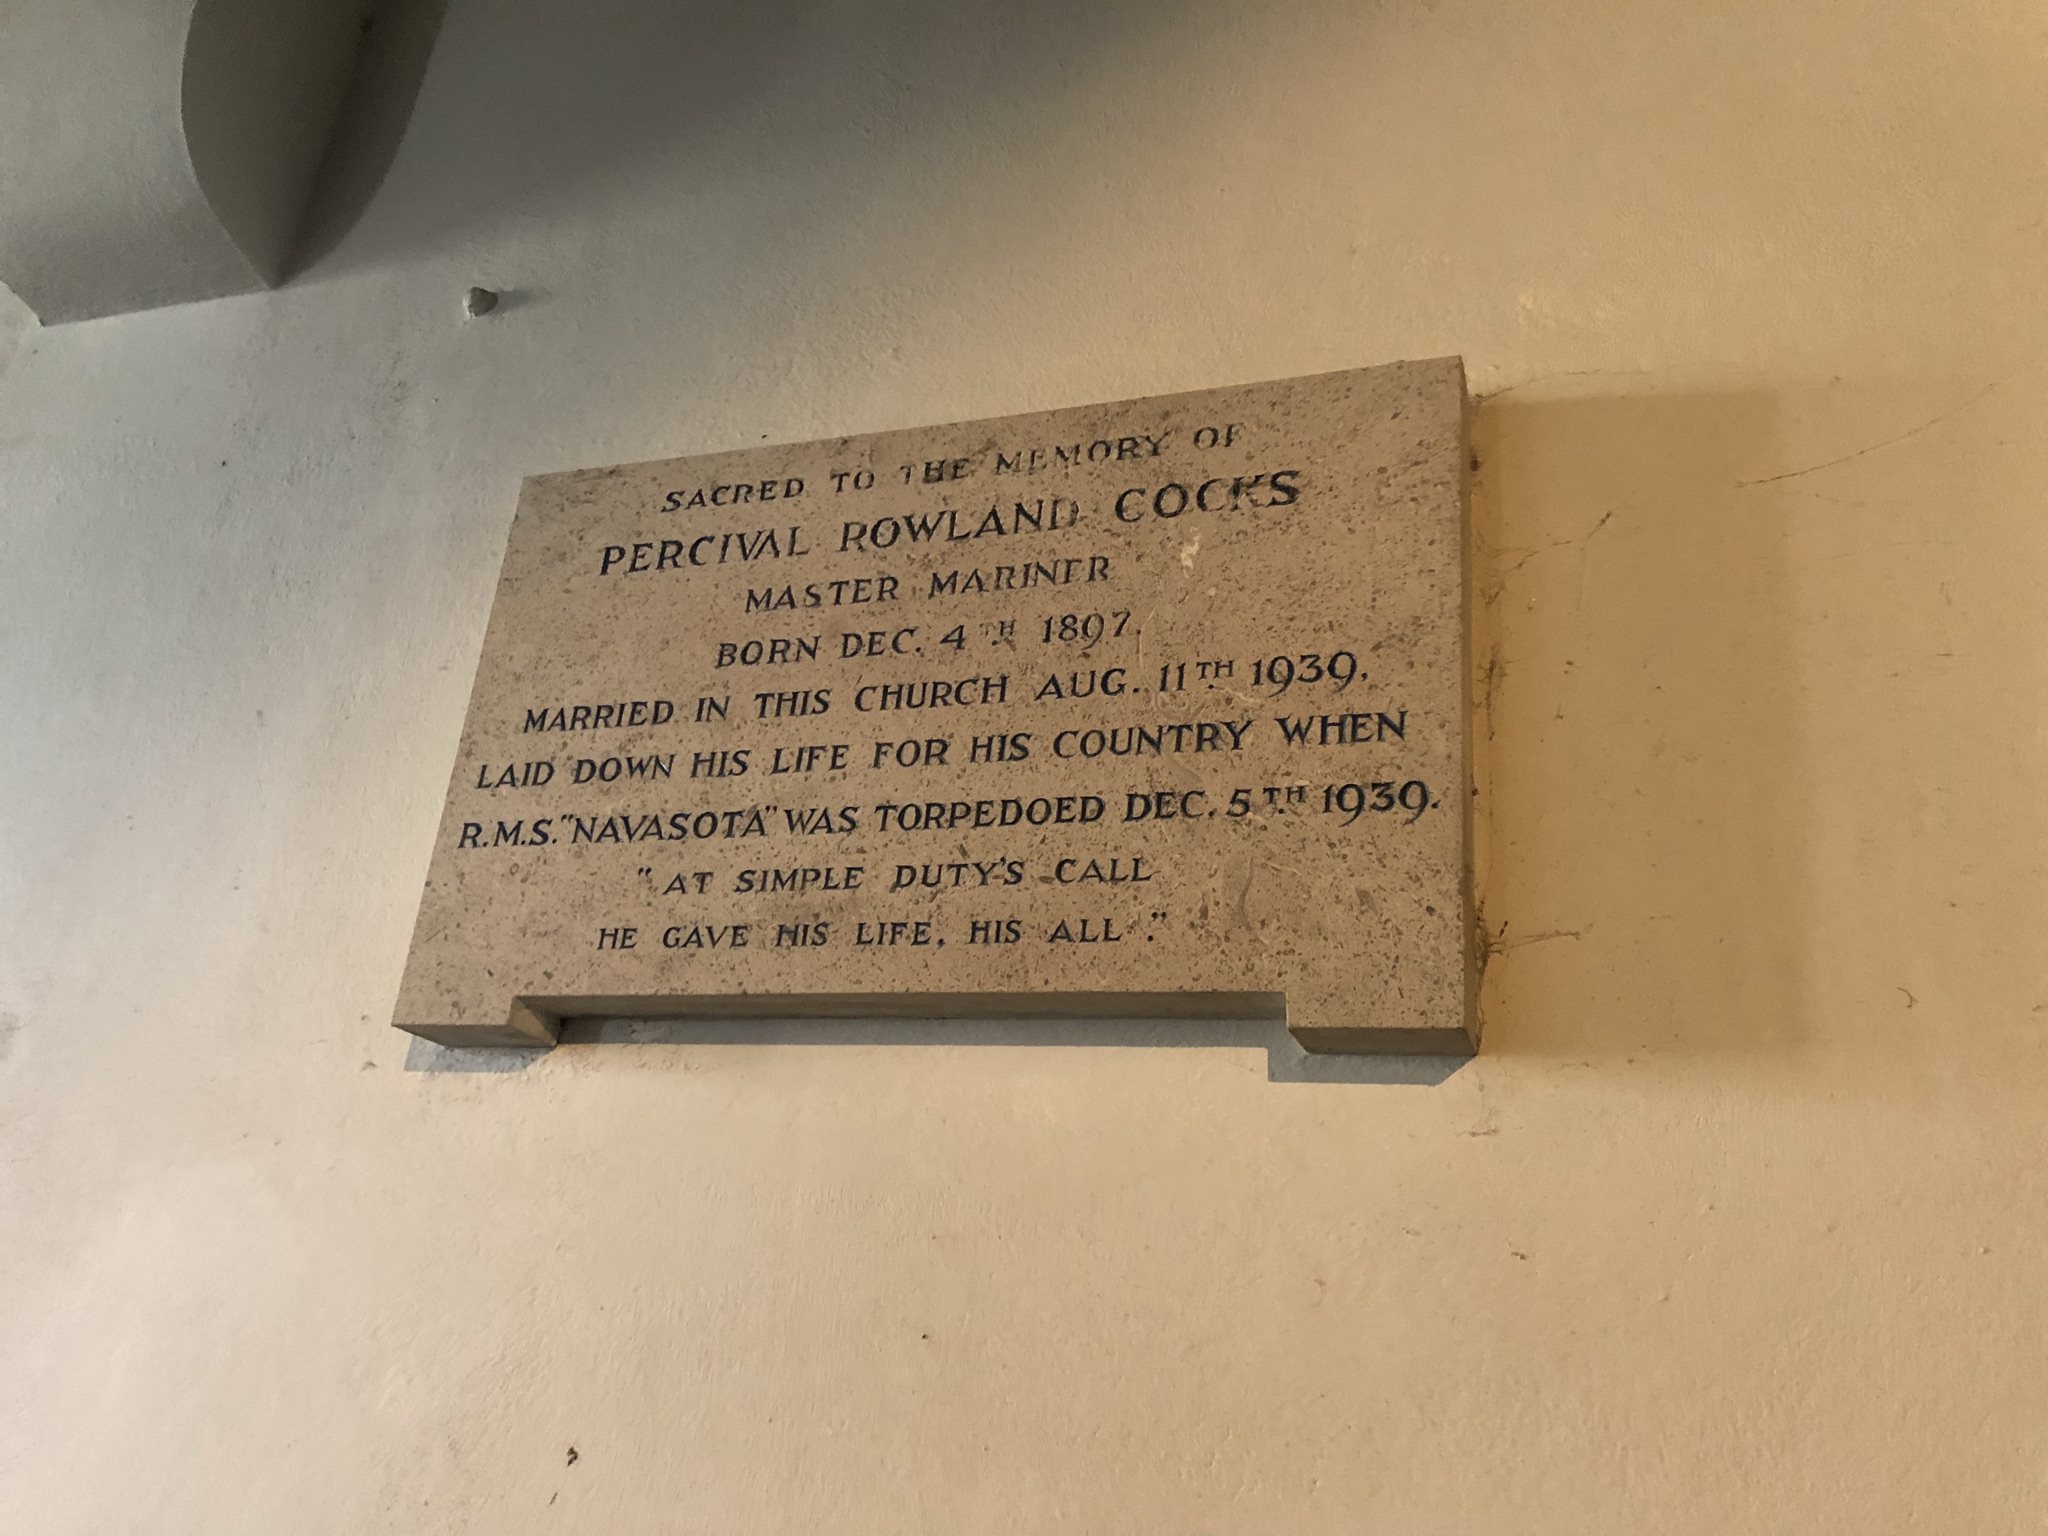 SACRED TO THE MEMORY OF
PERCIVAL ROWLAND COCKS
MASTER MARINER
BORN DEC. 4TH 1897.
MARRIED IN THIS CHURCH AUG. 11TH 1939,
LAID DOWN HIS LIFE FOR HIS COUNTRY WHEN
R.M.S. "NAVASOTA" WAS TORPEDOED DEC. 5TH 1939.
"AT SIMPLE DUTY'S CALL
HE GAVE HIS LIFE, HIS ALL."